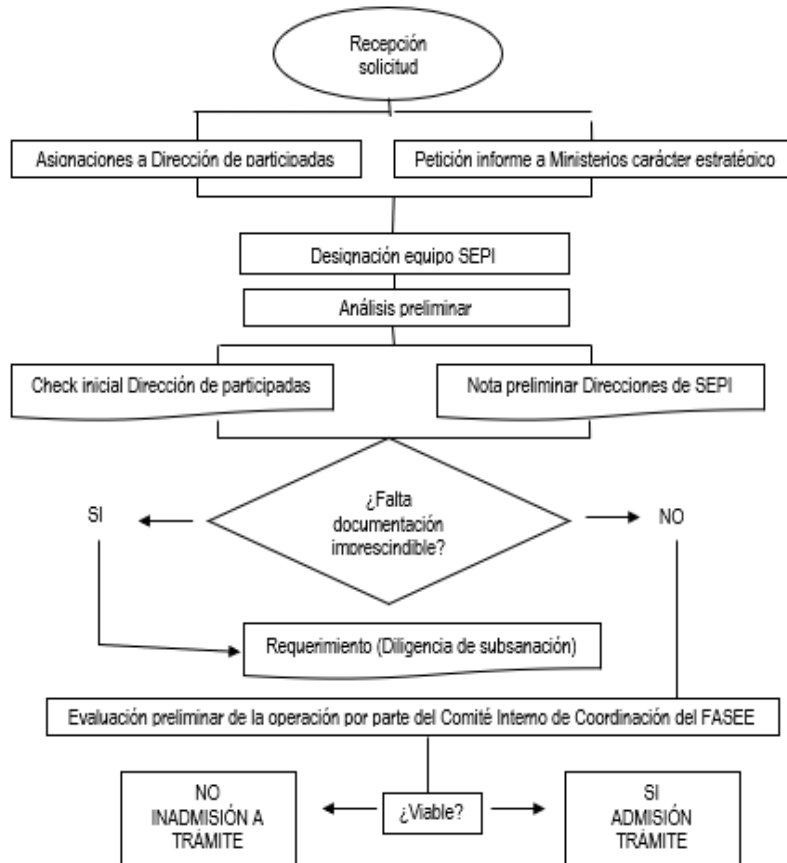 Recepción
solicitud
Asignaciones a Dirección de participadas
Petición informe a Ministerios carácter estratégico
Designación equipo SEPI
Análisis preliminar
Check inicial Dirección de participadas
Nota preliminar Direcciones de SEPI
¿Falta
documentación
imprescindible?
SI
NO
Requerimiento (Diligencia de subsanación)
Evaluación preliminar de la operación por parte del Comité Interno de Coordinación del FASEE
NO
INADMISIÓN A
TRÁMITE
¿Viable?
SI
ADMISIÓN
TRÁMITE